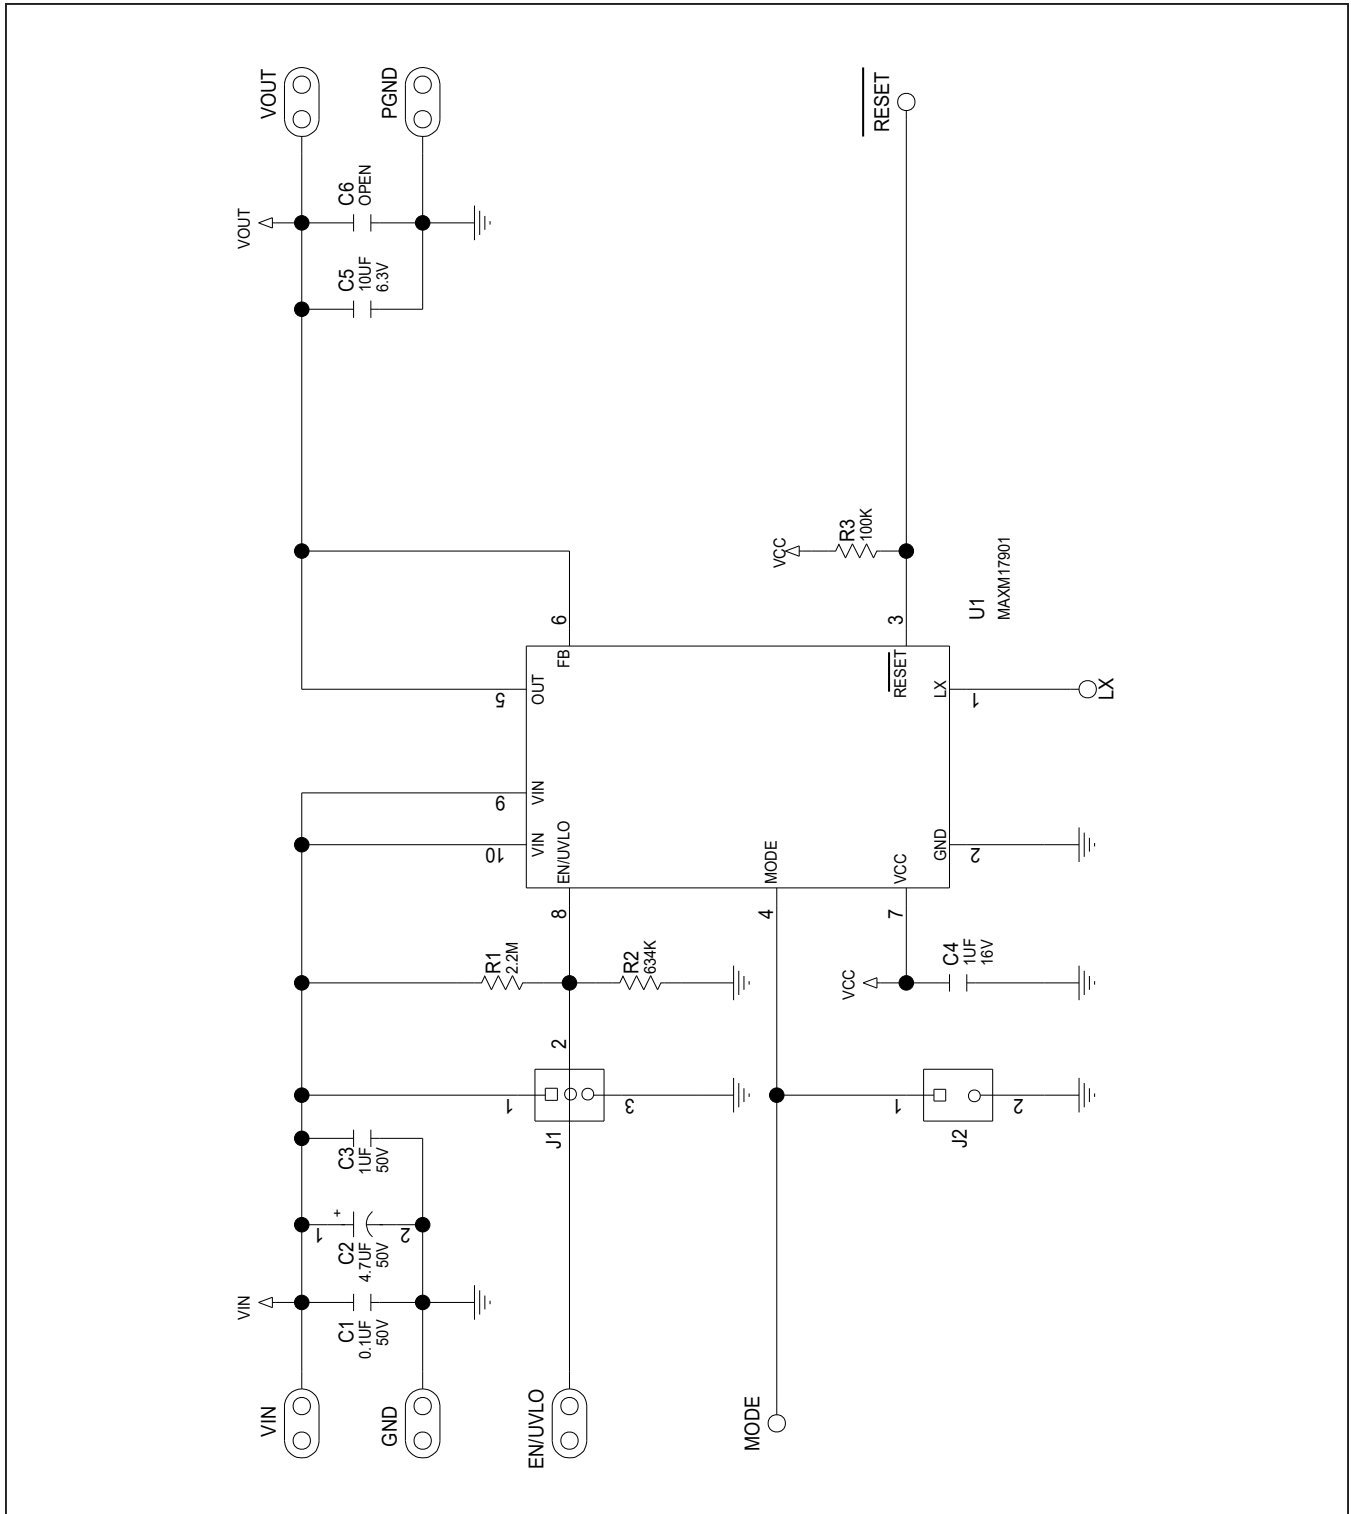 VOUT
PGND
RESET
VOUT
C6
OPEN
C5
10UF
6.3V
VCC
R3
100K
U1
MAXM17901
6
3
5
FB
OUT
RESET
LX
1
LX
9
VIN
10
VIN
EN/UVLO
MODE
VCC
GND
2
8
4
7
R1
2.2M
R2
634K
VCC
C4
1UF
16V
2
1
3
J1
1
2
J2
C3
1UF
50V
1
+
2
C2
4.7UF
50V
VIN
C1
0.1UF
50V
VIN
GND
EN/UVLO
MODE